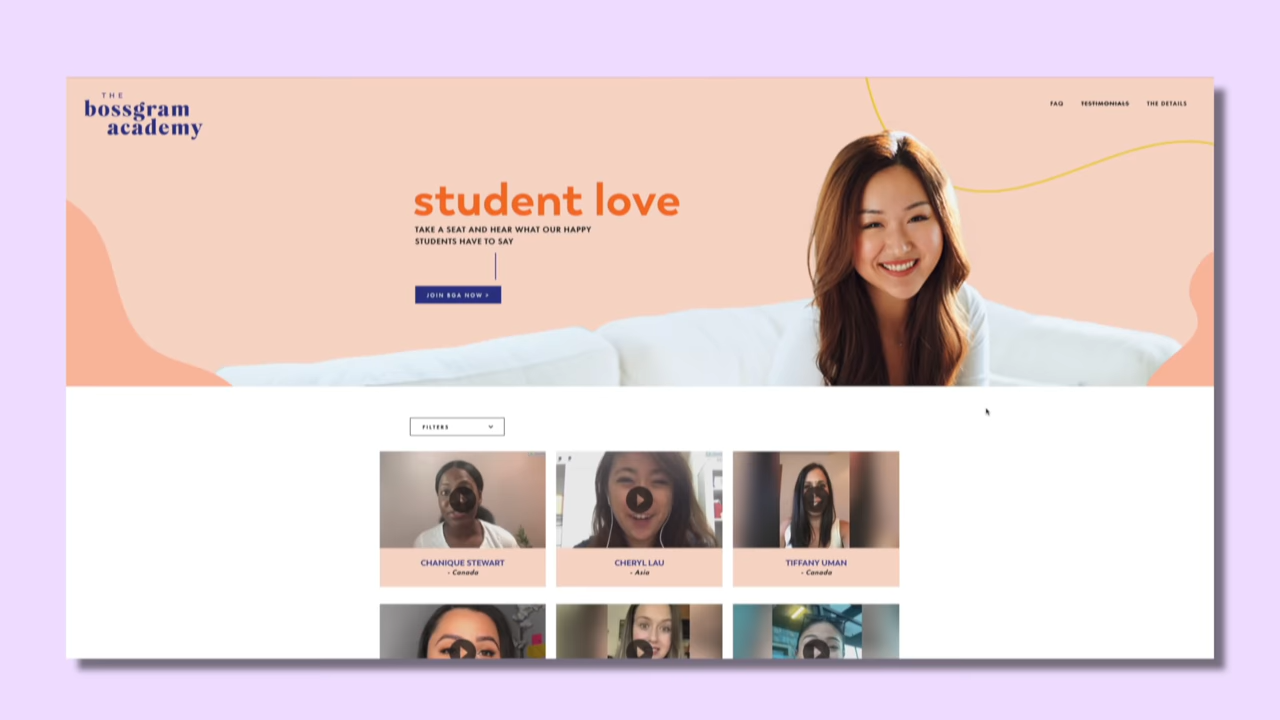 THE
bossgram
academy
FAQ
TESTIMONIALS
THE DETAILS
student love
TAKE A SEAT AND HEAR WHAT OUR HAPPY
STUDENTS HAVE TO SAY
JOIN BGA NOW >
FILTERS
CHANIQUE STEWART
- Canada
CHERYL LAU
- Asia
TIFFANY UMAN
- Canada